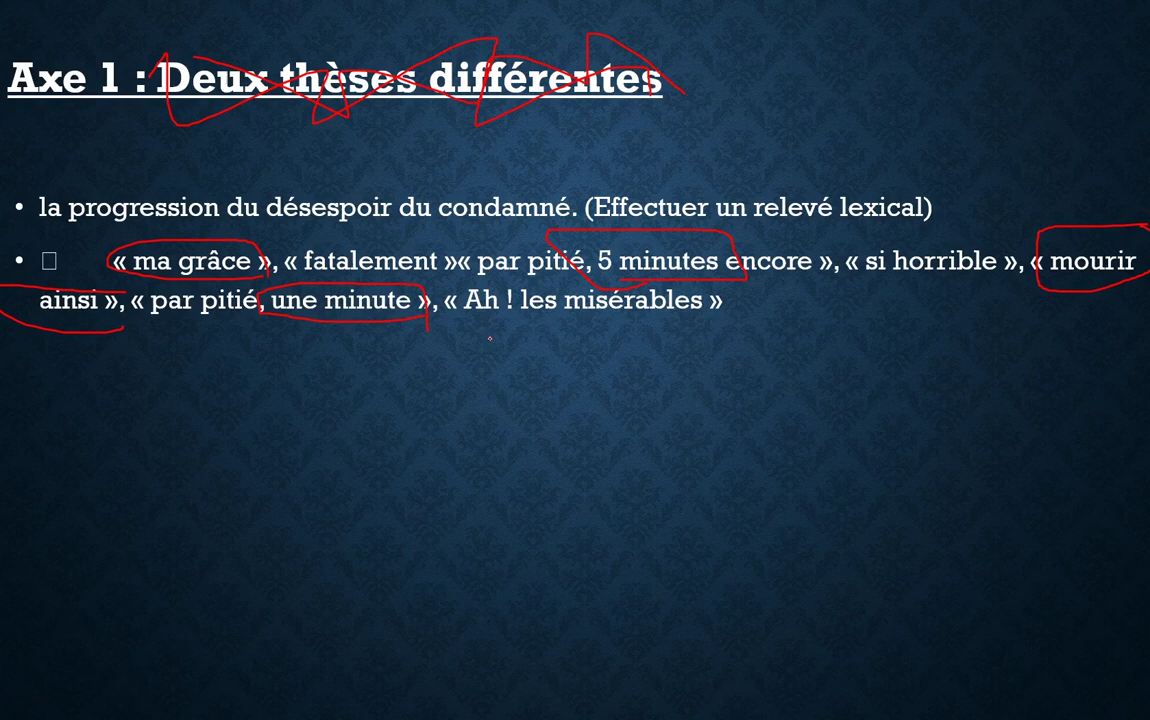 Axe 1 : Deux thèses différentes
• la progression du désespoir du condamné. (Effectuer un relevé lexical)
• □ « ma grâce », « fatalement »« par pitié, 5 minutes encore », « si horrible », « mourir
ainsi », « par pitié, une minute », « Ah ! les misérables »